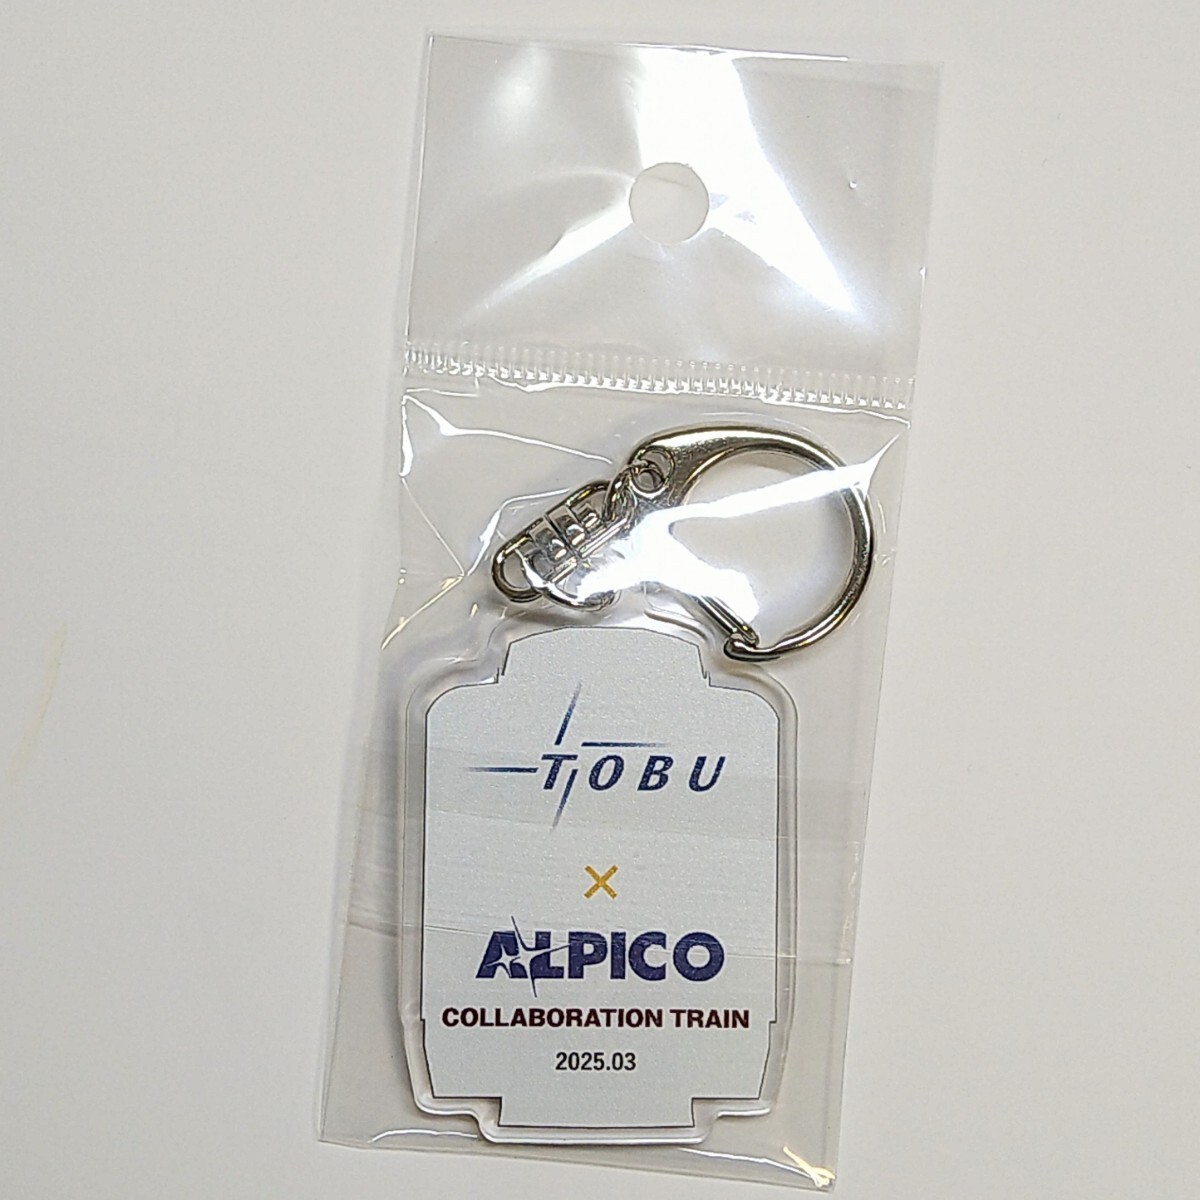 TOBU
×
ALPICO
COLLABORATION TRAIN
2025.03